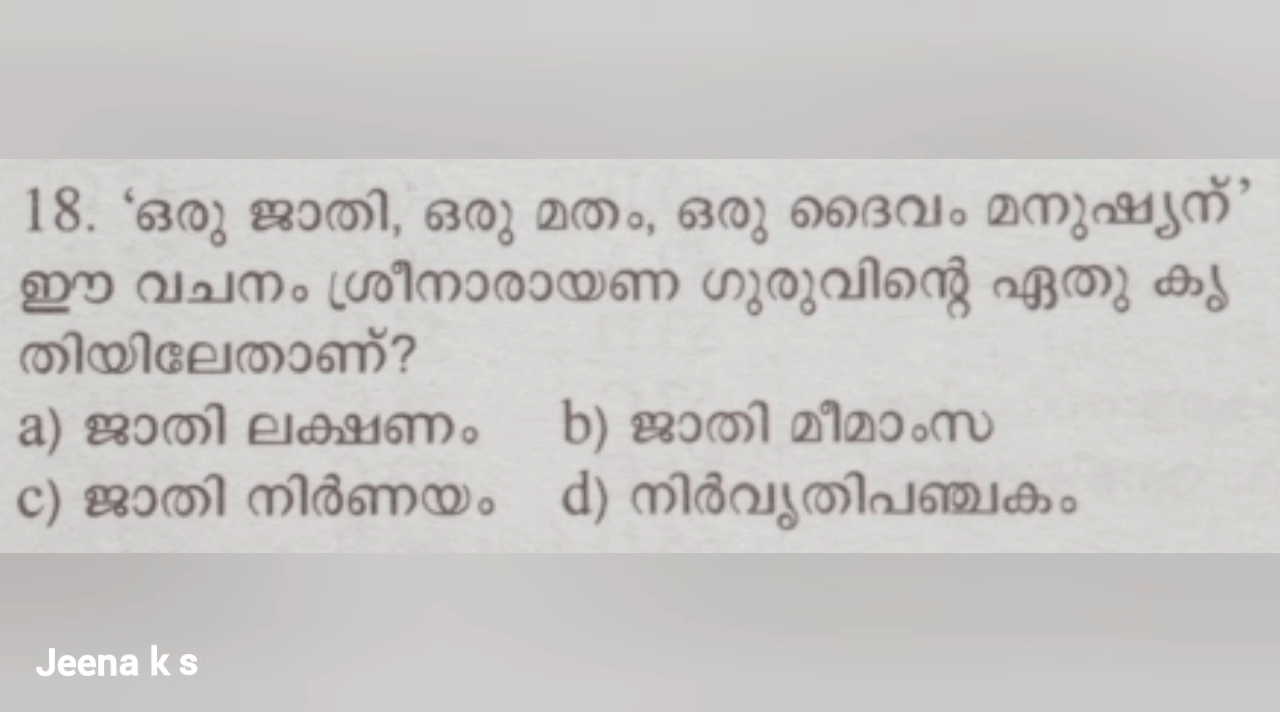 18. ‘ഒരു ജാതി, ഒരു മതം, ഒരു ദൈവം മനുഷ്യന്’
ഈ വചനം ശ്രീനാരായണ ഗുരുവിന്റെ ഏതു കൃ
തിയിലേതാണ്?
a) ജാതി ലക്ഷണം b) ജാതി മീമാംസ
c) ജാതി നിർണയം d) നിർവൃതിപഞ്ചകം
Jeena k s